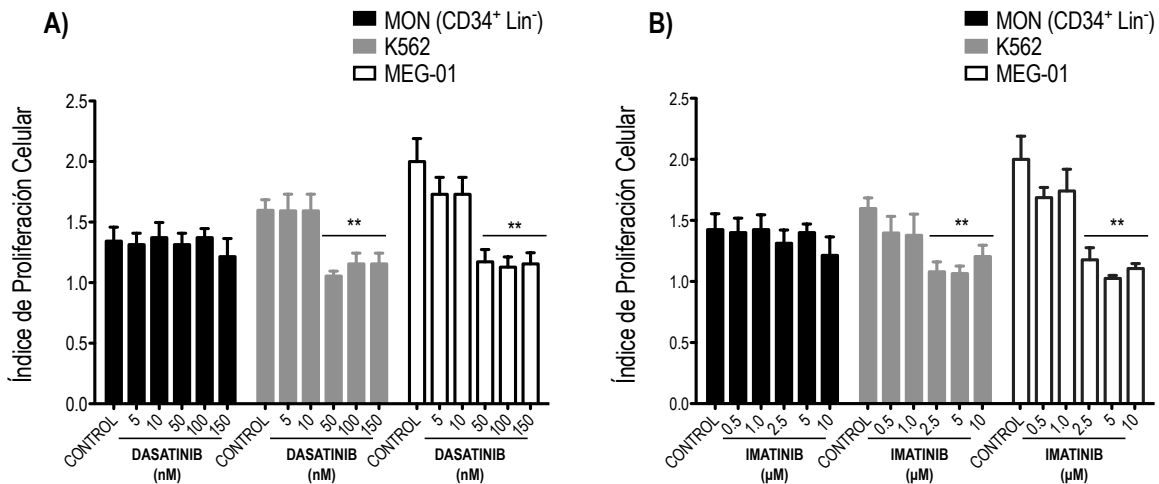 A)
MON (CD34+ Lin-)
K562
MEG-01
Índice de Proliferación Celular
2.5
2.0
1.5
1.0
0.5
0.0
**
**
CONTROL 5 10 50 100 150 CONTROL 5 10 50 100 150 CONTROL 5 10 50 100 150
DASATINIB DASATINIB DASATINIB
(nM) (nM) (nM)
B)
MON (CD34+ Lin-)
K562
MEG-01
Índice de Proliferación Celular
2.5
2.0
1.5
1.0
0.5
0.0
**
**
CONTROL 0.5 1.0 2.5 5 10 CONTROL 0.5 1.0 2.5 5 10 CONTROL 0.5 1.0 2.5 5 10
IMATINIB IMATINIB IMATINIB
(µM) (µM) (µM)